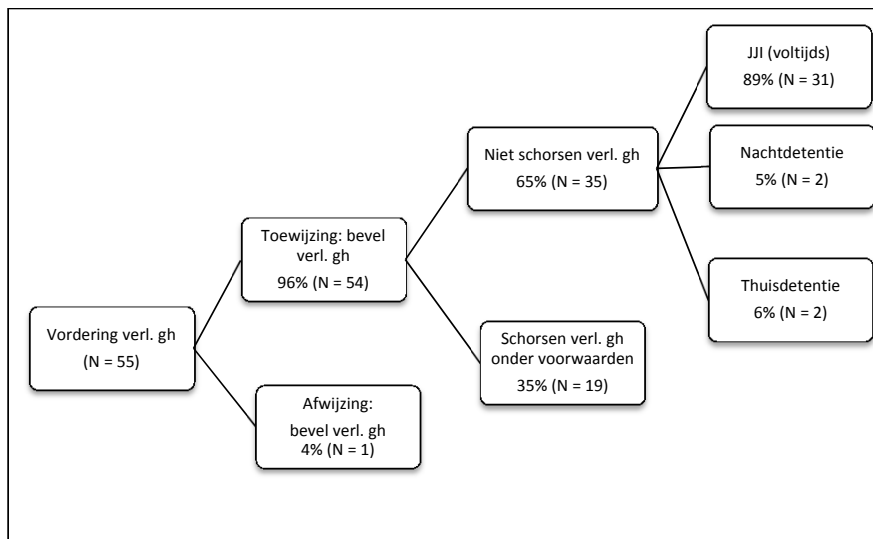 Vordering verl. gh
(N = 55)
Toewijzing: bevel
verl. gh
96% (N = 54)
Afwijzing:
bevel verl. gh
4% (N = 1)
Niet schorsen verl. gh
65% (N = 35)
Schorsen verl. gh
onder voorwaarden
35% (N = 19)
JJI (voltijds)
89% (N = 31)
Nachtdetentie
5% (N = 2)
Thuisdetentie
6% (N = 2)